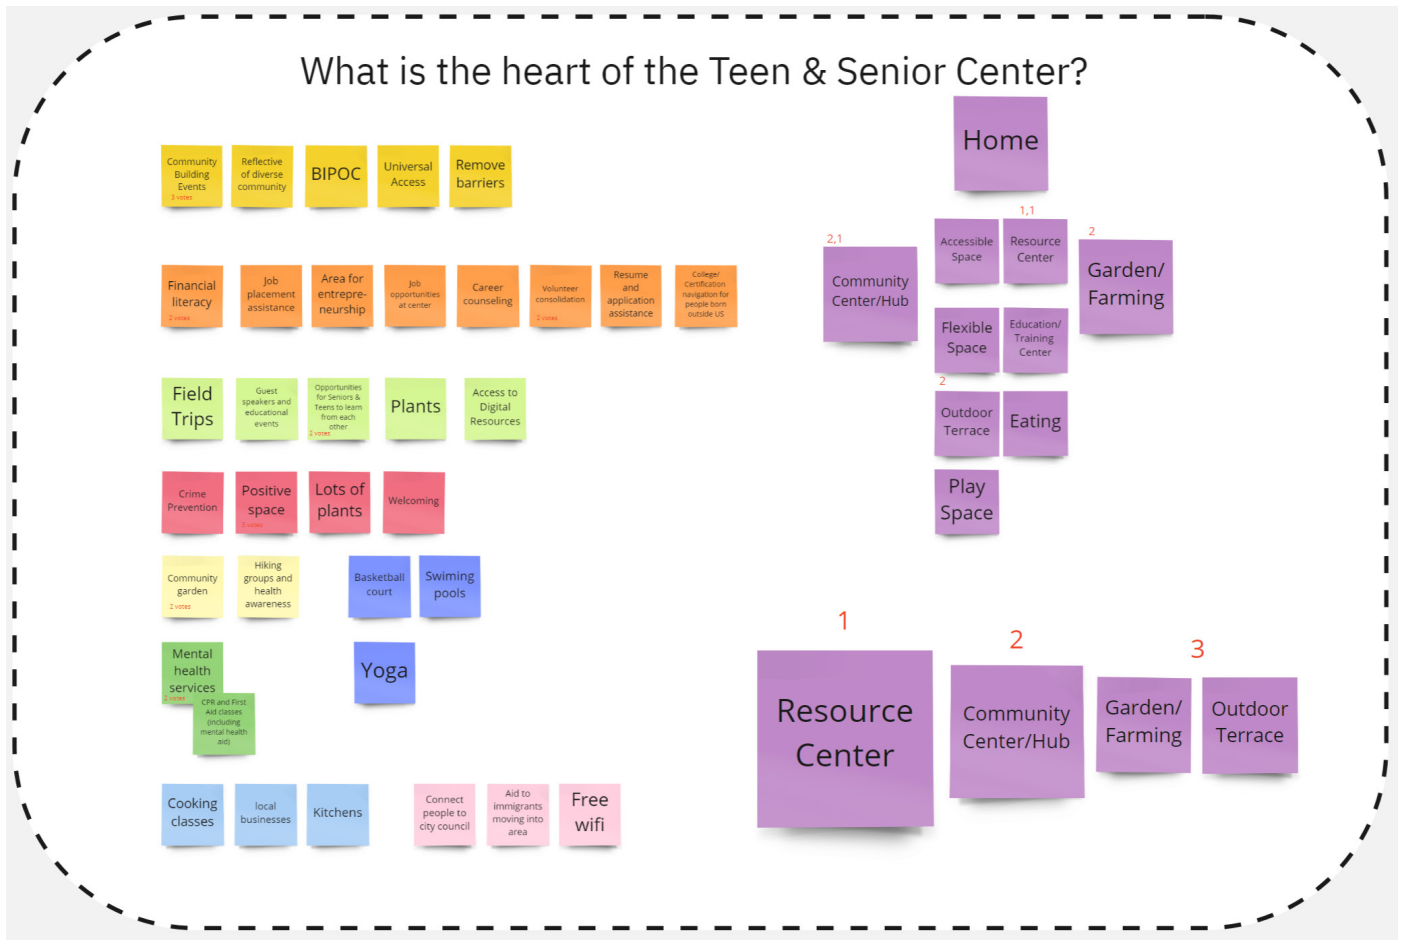 What is the heart of the Teen & Senior Center?
Community
Building
Events
3 votes
Reflective
of diverse
community
BIPOC
Universal
Access
Remove
barriers
Financial
literacy
2 votes
Job
placement
assistance
Area for
entrepre-
neurship
Job
opportunities
at center
Career
counseling
Volunteer
consolidation
2 votes
Resume
and
application
assistance
College/
Certification
navigation for
people born
outside US
Field
Trips
Guest
speakers and
educational
events
Opportunities
for Seniors &
Teens to learn
from each
other
2 votes
Plants
Access to
Digital
Resources
Crime
Prevention
Positive
space
3 votes
Lots of
plants
Welcoming
Community
garden
2 votes
Hiking
groups and
health
awareness
Basketball
court
Swiming
pools
Mental
health
services
2 votes
CPR and First
Aid classes
(including
mental health
aid)
Yoga
Cooking
classes
local
businesses
Kitchens
Connect
people to
city council
Aid to
immigrants
moving into
area
Free
wifi
Home
2,1
Community
Center/Hub
Accessible
Space
1,1
Resource
Center
2
Garden/
Farming
Flexible
Space
Education/
Training
Center
2
Outdoor
Terrace
Eating
Play
Space
1
Resource
Center
2
Community
Center/Hub
3
Garden/
Farming
Outdoor
Terrace